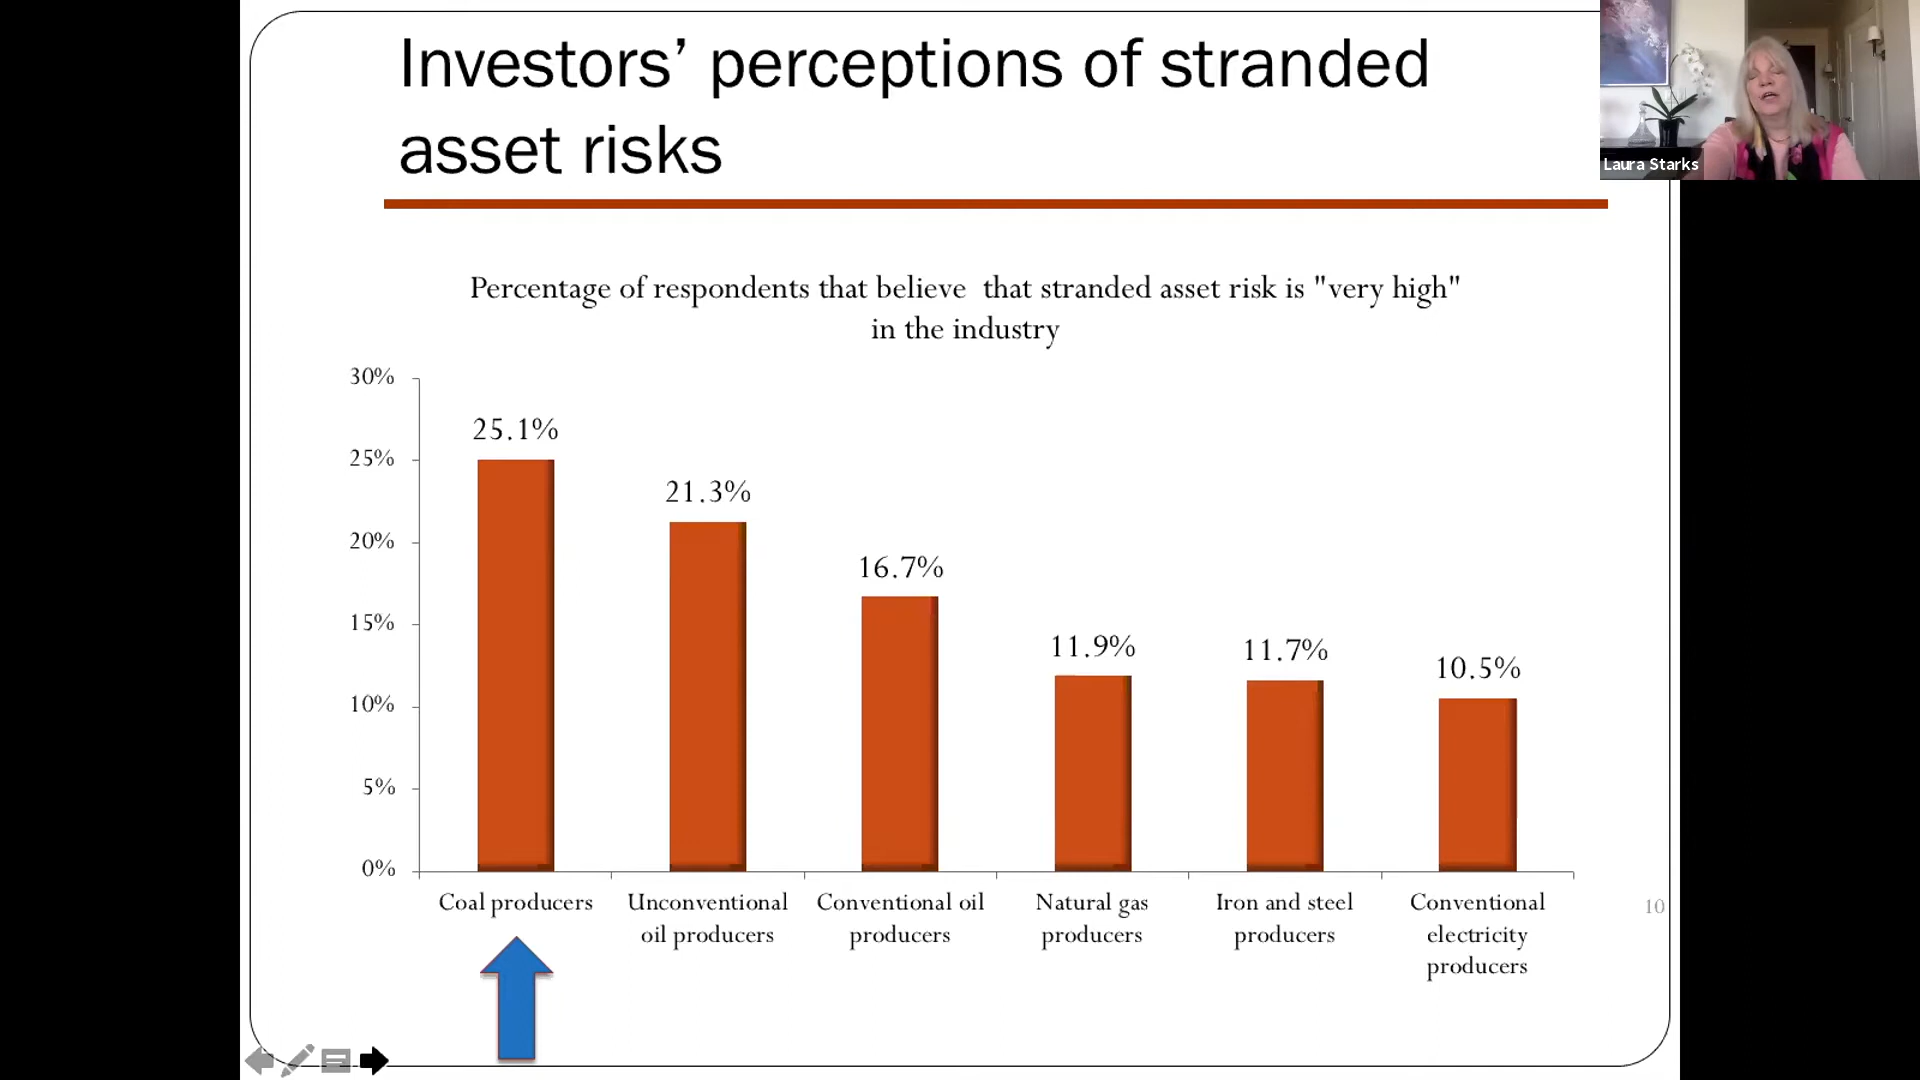 Investors’ perceptions of stranded
asset risks
Laura Starks
Percentage of respondents that believe  that stranded asset risk is "very high"
in the industry
30%
25%
20%
15%
10%
5%
0%
25.1%
21.3%
16.7%
11.9%
11.7%
10.5%
Coal producers
Unconventional
oil producers
Conventional oil
producers
Natural gas
producers
Iron and steel
producers
Conventional
electricity
producers
10